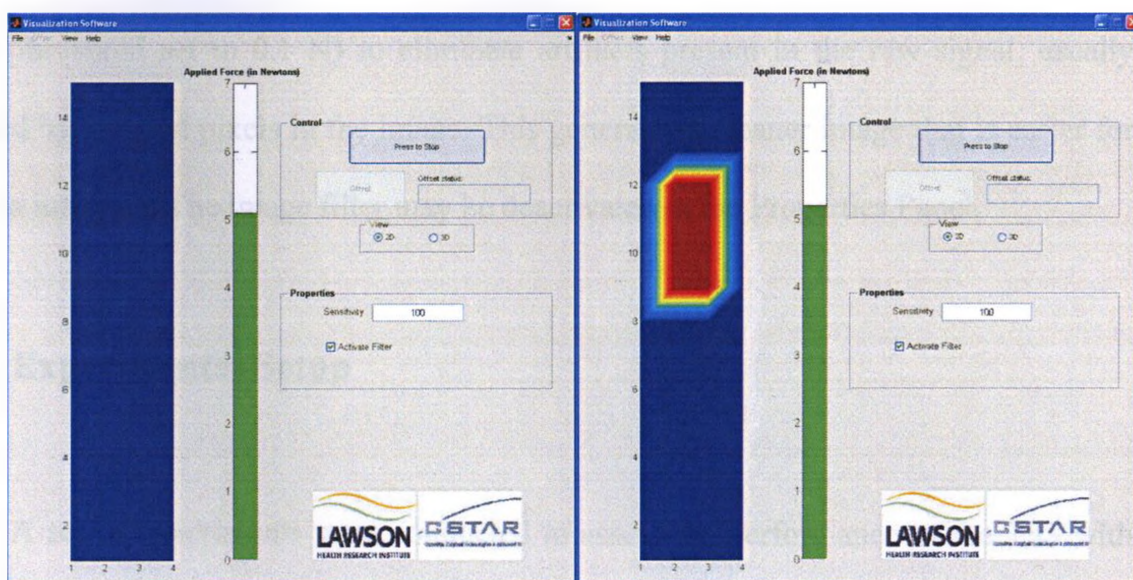 Visualization Software
File Offset View Help
Applied Force (in Newtons)
14
12
10
8
6
4
2
1 2 3 4
7
6
5
4
3
2
1
0
Control
Press to Stop
Offset
Offset status:
View
2D 3D
Properties
Sensitivity 100
Activate Filter
LAWSON
HEALTH RESEARCH INSTITUTE
CSTAR
Visualization Software
File Offset View Help
Applied Force (in Newtons)
14
12
10
8
6
4
2
1 2 3 4
7
6
5
4
3
2
1
0
Control
Press to Stop
Offset
Offset status:
View
2D 3D
Properties
Sensitivity 100
Activate Filter
LAWSON
HEALTH RESEARCH INSTITUTE
CSTAR